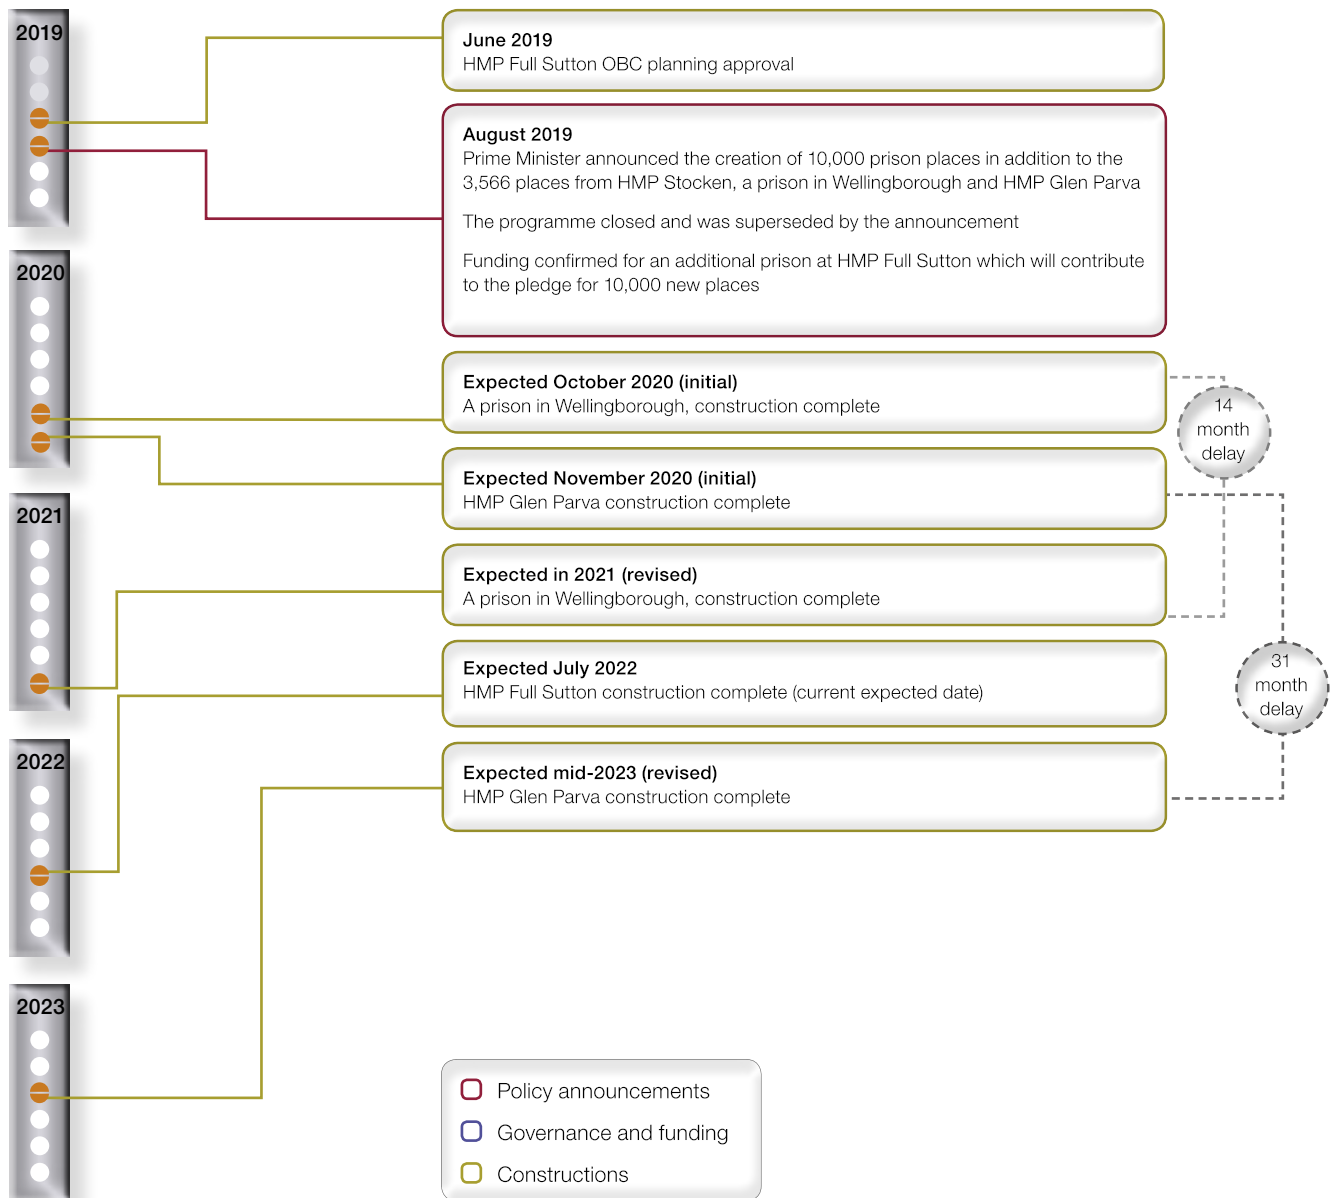 2019
June 2019
HMP Full Sutton OBC planning approval
August 2019
Prime Minister announced the creation of 10,000 prison places in addition to the
3,566 places from HMP Stocken, a prison in Wellingborough and HMP Glen Parva
The programme closed and was superseded by the announcement
Funding confirmed for an additional prison at HMP Full Sutton which will contribute
to the pledge for 10,000 new places
2020
Expected October 2020 (initial)
A prison in Wellingborough, construction complete
14
month
delay
Expected November 2020 (initial)
HMP Glen Parva construction complete
2021
Expected in 2021 (revised)
A prison in Wellingborough, construction complete
Expected July 2022
HMP Full Sutton construction complete (current expected date)
31
month
delay
2022
Expected mid-2023 (revised)
HMP Glen Parva construction complete
2023
Policy announcements
Governance and funding
Constructions